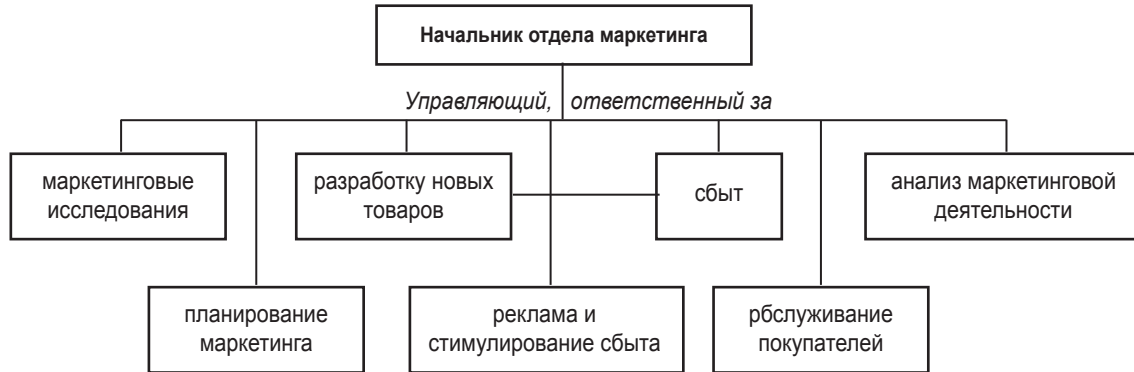 Начальник отдела маркетинга
Управляющий, ответственный за
маркетинговые
исследования
разработку новых
товаров
сбыт
анализ маркетинговой
деятельности
планирование
маркетинга
реклама и
стимулирование сбыта
рбслуживание
покупателей